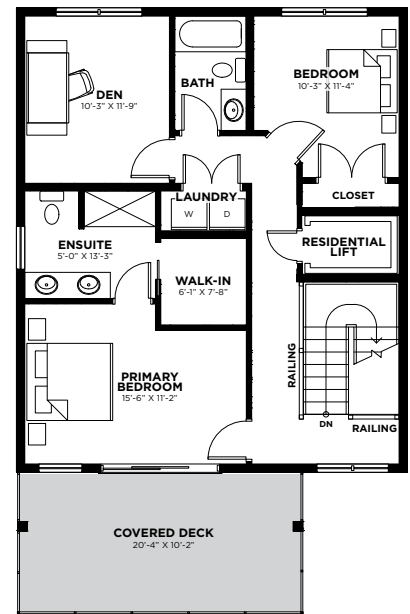 DEN
10'-3" X 11'-9"
BATH
BEDROOM
10'-3" X 11'-4"
LAUNDRY
W
D
CLOSET
ENSUITE
5'-0" X 13'-3"
WALK-IN
6'-1" X 7'-8"
RESIDENTIAL
LIFT
PRIMARY
BEDROOM
15'-6" X 11'-2"
RAILING
DN
RAILING
COVERED DECK
20'-4" X 10'-2"